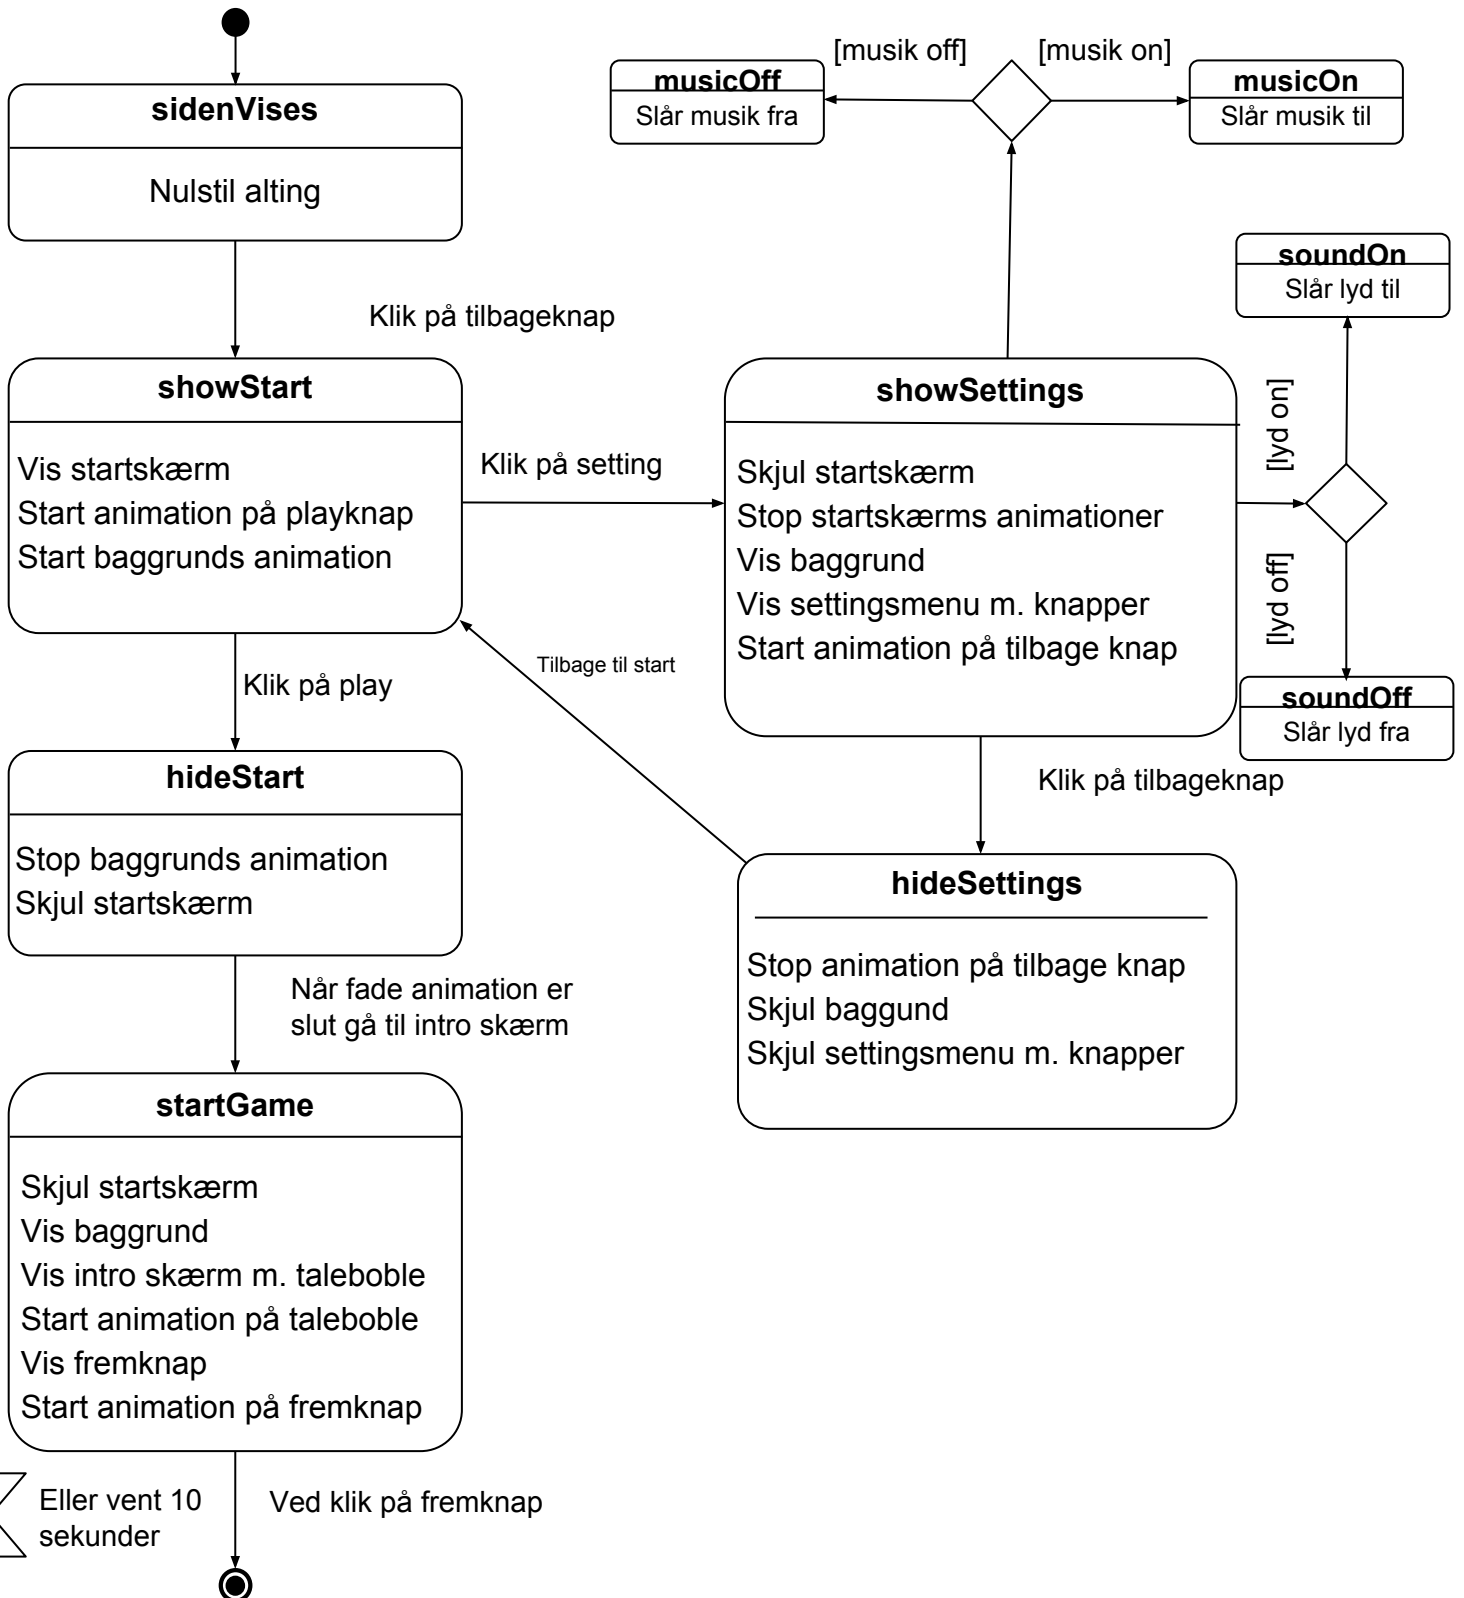 sidenVises
Nulstil alting
Klik på tilbageknap
showStart
Vis startskærm
Start animation på playknap
Start baggrunds animation
Klik på setting
Klik på play
hideStart
Stop baggrunds animation
Skjul startskærm
Når fade animation er
slut gå til intro skærm
startGame
Skjul startskærm
Vis baggrund
Vis intro skærm m. taleboble
Start animation på taleboble
Vis fremknap
Start animation på fremknap
Eller vent 10
sekunder
Ved klik på fremknap
[musik off]
[musik on]
musicOff
Slår musik fra
musicOn
Slår musik til
showSettings
Skjul startskærm
Stop startskærms animationer
Vis baggrund
Vis settingsmenu m. knapper
Start animation på tilbage knap
soundOn
Slår lyd til
[lyd on]
[lyd off]
soundOff
Slår lyd fra
Tilbage til start
Klik på tilbageknap
hideSettings
Stop animation på tilbage knap
Skjul baggund
Skjul settingsmenu m. knapper